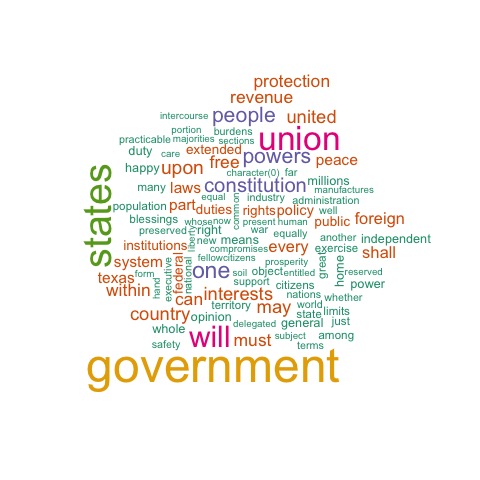 protection
revenue
intercourse people united
portion burdens union
practicable majorities sections
duty care extended powers peace
happy upon free character(0) far
many laws constitution millions
equal industry manufactures
population part common administration
blessings duties rights policy well foreign
whose now present human public
preserved right war equally another independent
states institutions new liberty means compromises every exercise shall
system federal national fellowcitizens prosperity great home
texas form executive one soil object entitled reserved
within hand support citizens power
can interests nations whether
country territory may world limits
opinion delegated general state just
whole will must subject among
safety terms
government